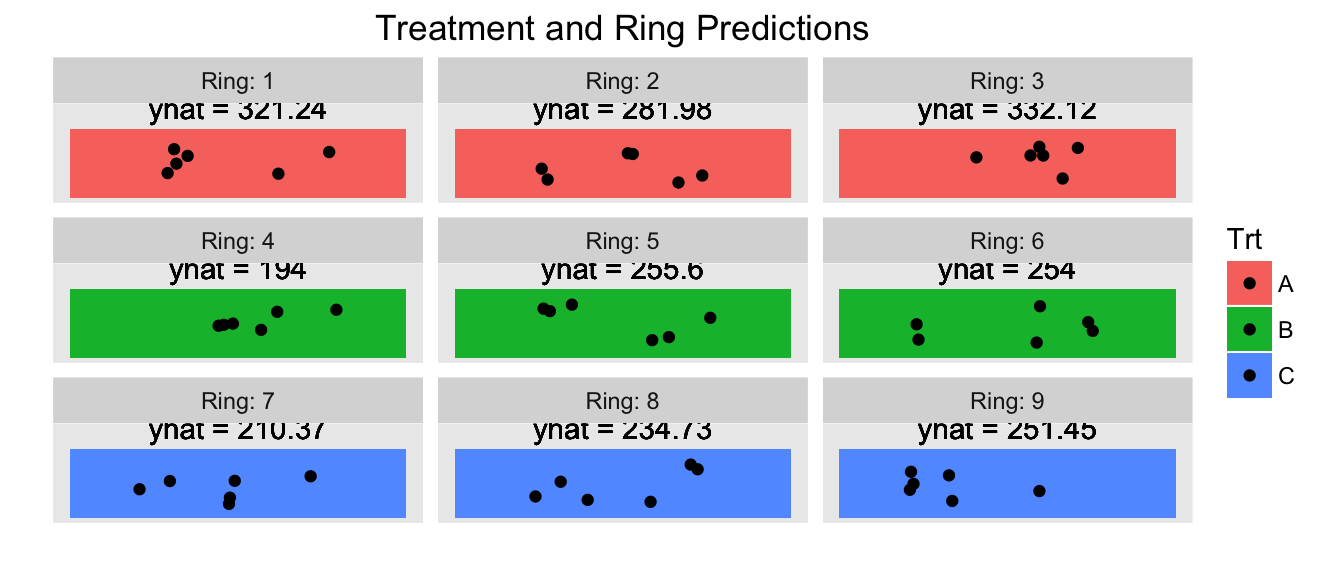 Treatment and Ring Predictions
Ring: 1
yhat = 321.24
Ring: 2
yhat = 281.98
Ring: 3
yhat = 332.12
Ring: 4
yhat = 194
Ring: 5
yhat = 255.6
Ring: 6
yhat = 254
Ring: 7
yhat = 210.37
Ring: 8
yhat = 234.73
Ring: 9
yhat = 251.45
Trt
A
B
C